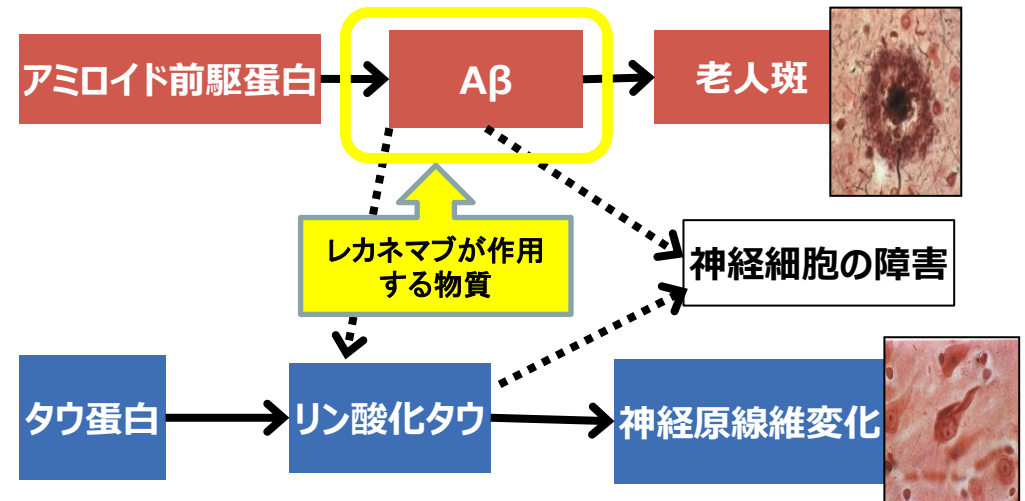 アミロイド前駆蛋白
Aβ
老人斑
レカネマブが作用
する物質
神経細胞の障害
タウ蛋白
リン酸化タウ
神経原線維変化